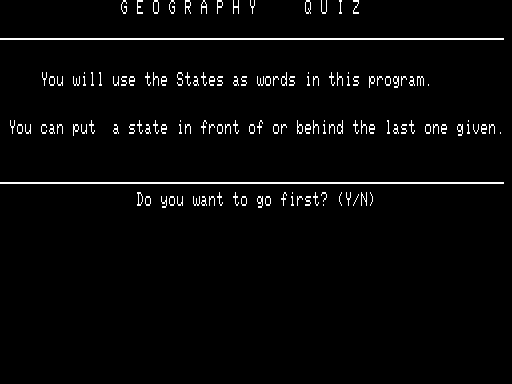 G E O G R A P H Y   Q U I Z
You will use the States as words in this program.
You can put  a state in front of or behind the last one given.
Do you want to go first? (Y/N)